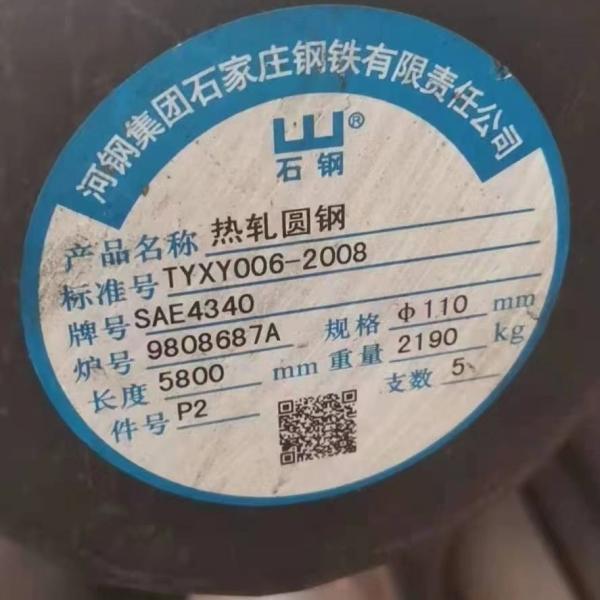 河钢集团石家庄钢铁有限责任公司
®
石钢
产品名称 热轧圆钢
标准号 TYXY006-2008
牌号 SAE4340
炉号 9808687A 规格 φ110 mm
长度 5800 mm 重量 2190 kg
件号 P2 支数 5